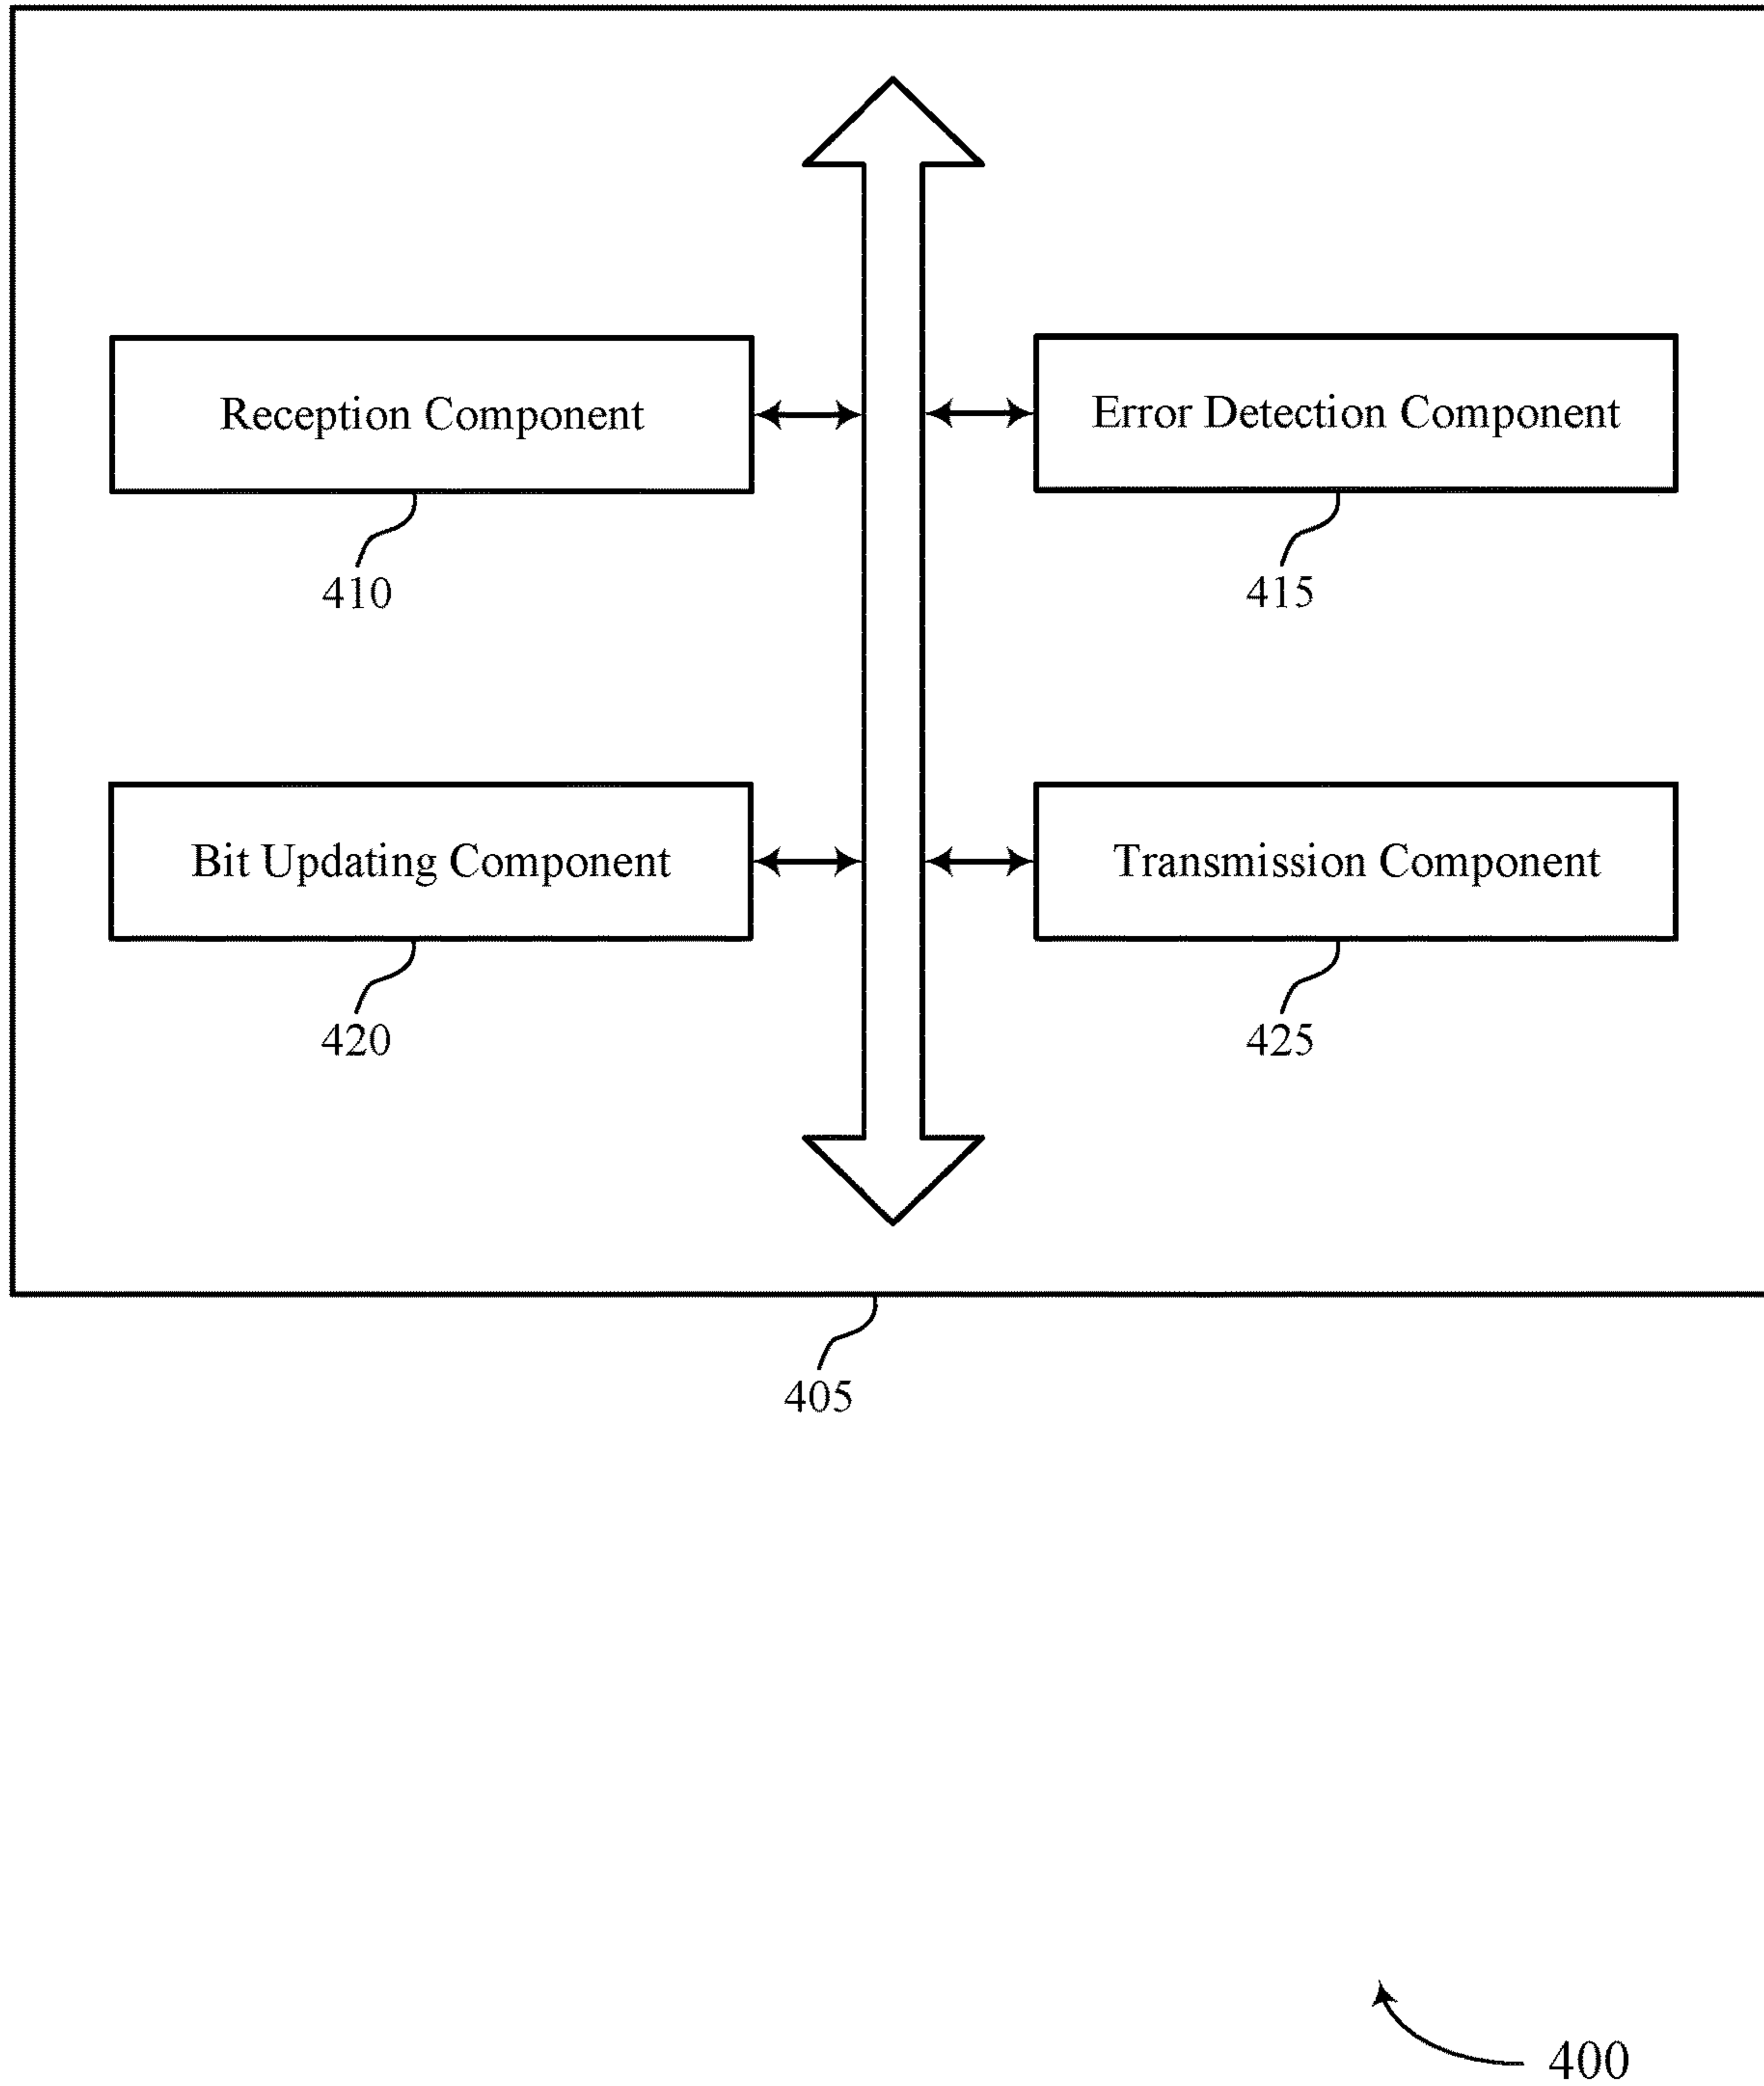 Reception Component
Error Detection Component
410
415
Bit Updating Component
Transmission Component
420
425
405
400